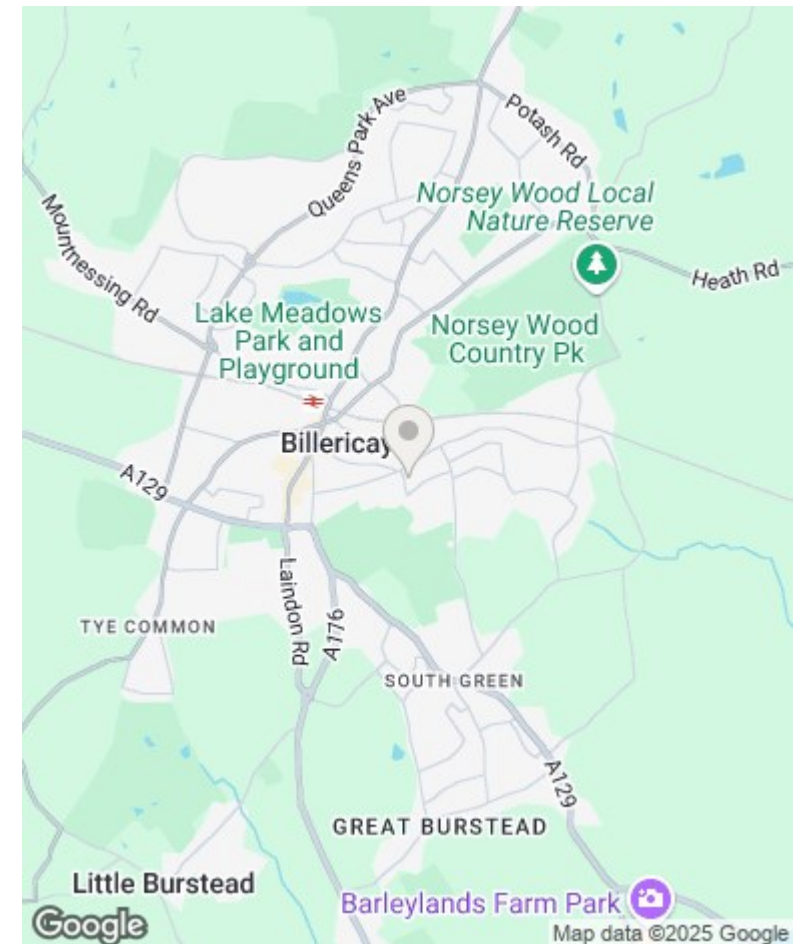 Queens Park Ave
Potash Rd
Norsey Wood Local
Nature Reserve
Mountnessing Rd
Heath Rd
Lake Meadows
Park and
Playground
Norsey Wood
Country Pk
Billericay
A129
Laindon Rd
A176
TYE COMMON
SOUTH GREEN
A129
GREAT BURSTEAD
Little Burstead
Barleylands Farm Park
Google
Map data ©2025 Google